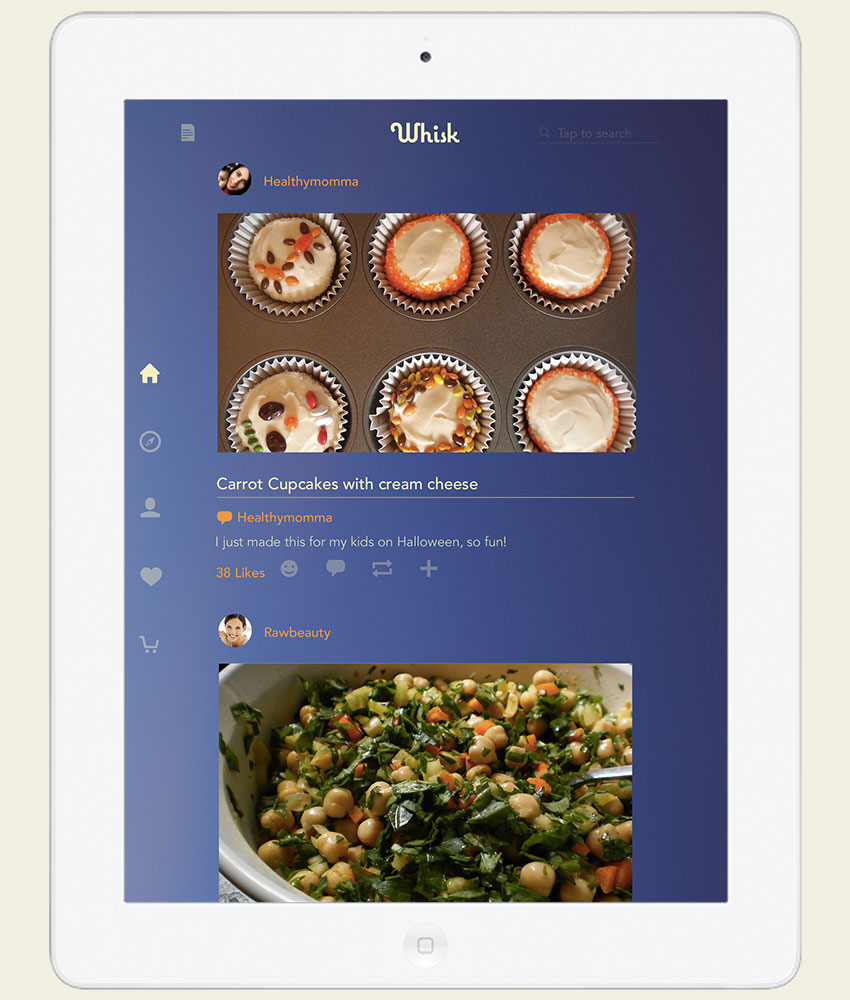 Whisk
Tap to search
Healthymomma
Carrot Cupcakes with cream cheese
Healthymomma
I just made this for my kids on Halloween, so fun!
38 Likes
Rawbeauty